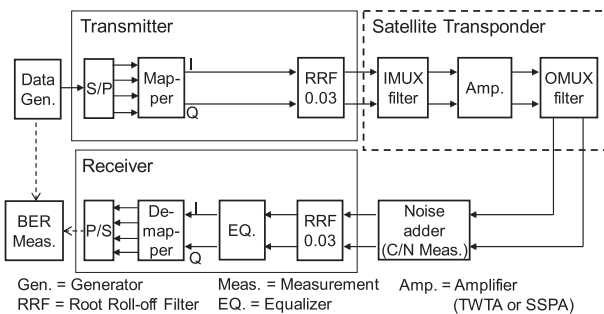 Transmitter
Satellite Transponder
Data
Gen.
S/P
Map-
per
I
Q
RRF
0.03
IMUX
filter
Amp.
OMUX
filter
Receiver
BER
Meas.
P/S
De-
map-
per
I
Q
EQ.
RRF
0.03
Noise
adder
(C/N Meas.)
Gen. = Generator
Meas. = Measurement
Amp. = Amplifier
RRF = Root Roll-off Filter
EQ. = Equalizer
(TWTA or SSPA)